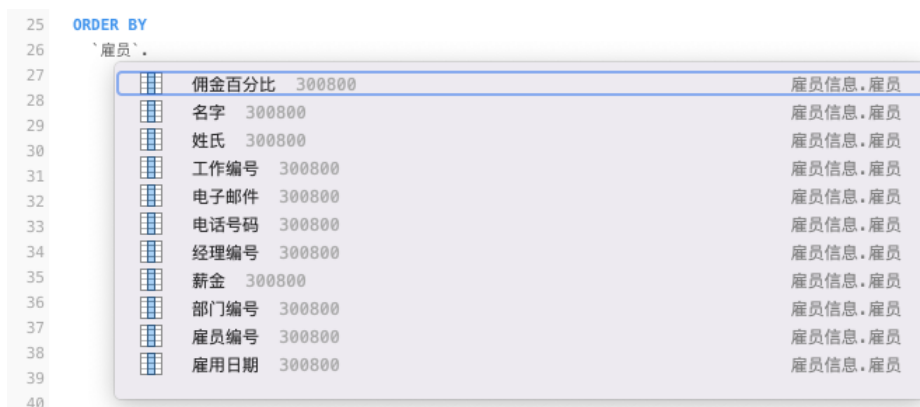 25 ORDER BY
26 `雇员`.
27
佣金百分比 300800 雇员信息.雇员
28
名字 300800 雇员信息.雇员
29
姓氏 300800 雇员信息.雇员
30
31
工作编号 300800 雇员信息.雇员
32
电子邮件 300800 雇员信息.雇员
33
电话号码 300800 雇员信息.雇员
34
经理编号 300800 雇员信息.雇员
35
薪金 300800 雇员信息.雇员
36
部门编号 300800 雇员信息.雇员
37
雇员编号 300800 雇员信息.雇员
38
雇用日期 300800 雇员信息.雇员
39
40